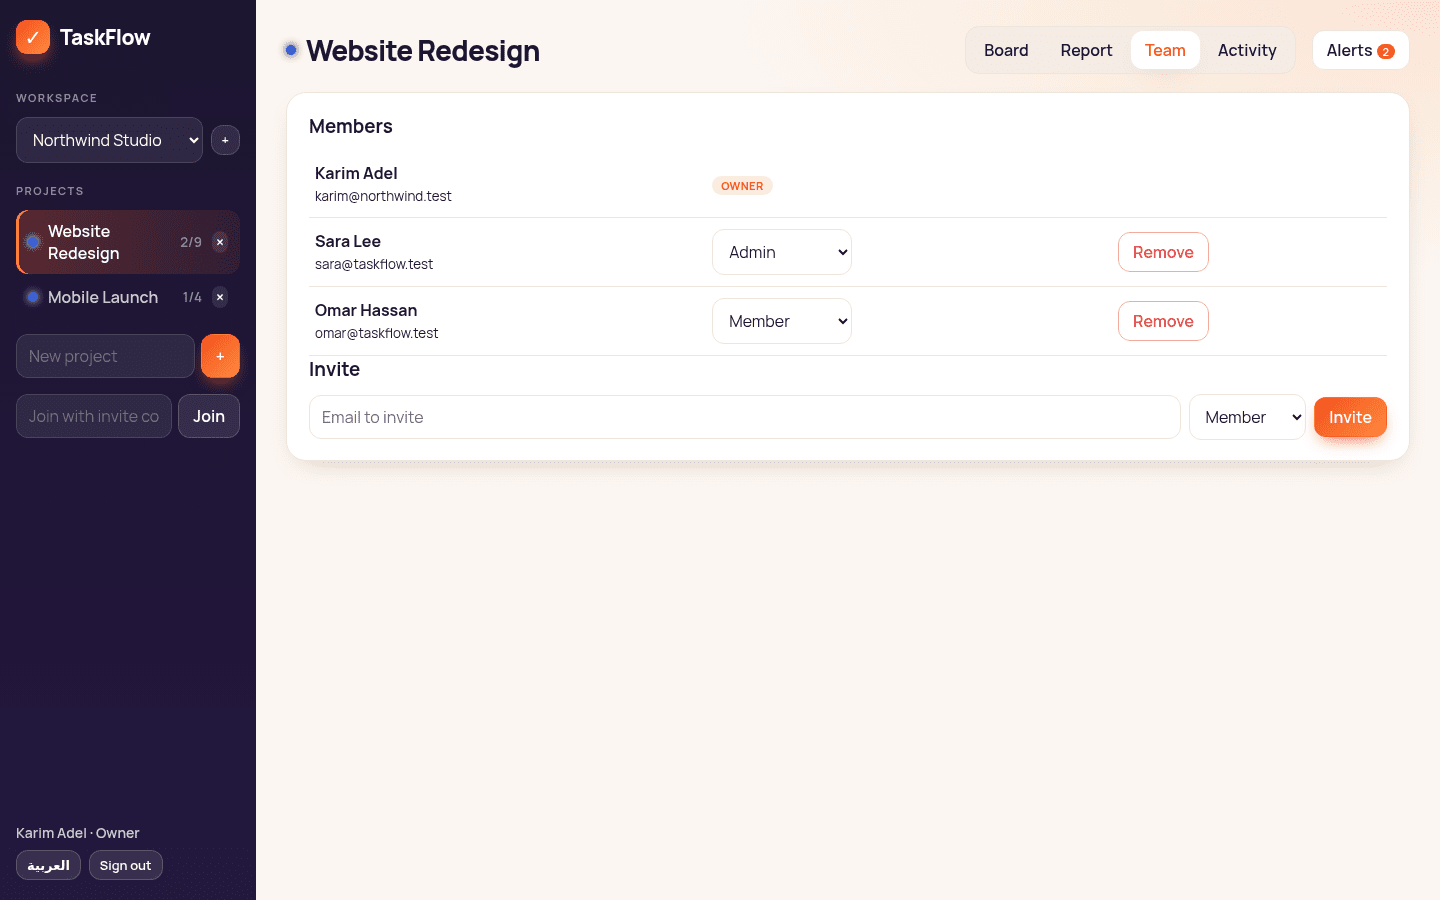 TaskFlow
WORKSPACE
Northwind Studio
+
PROJECTS
Website
Redesign
2/9
×
Mobile Launch
1/4
×
New project
+
Join with invite co
Join
Karim Adel · Owner
العربية
Sign out
Website Redesign
Board
Report
Team
Activity
Alerts 2
Members
Karim Adel
karim@northwind.test
OWNER
Sara Lee
sara@taskflow.test
Admin
Remove
Omar Hassan
omar@taskflow.test
Member
Remove
Invite
Email to invite
Member
Invite